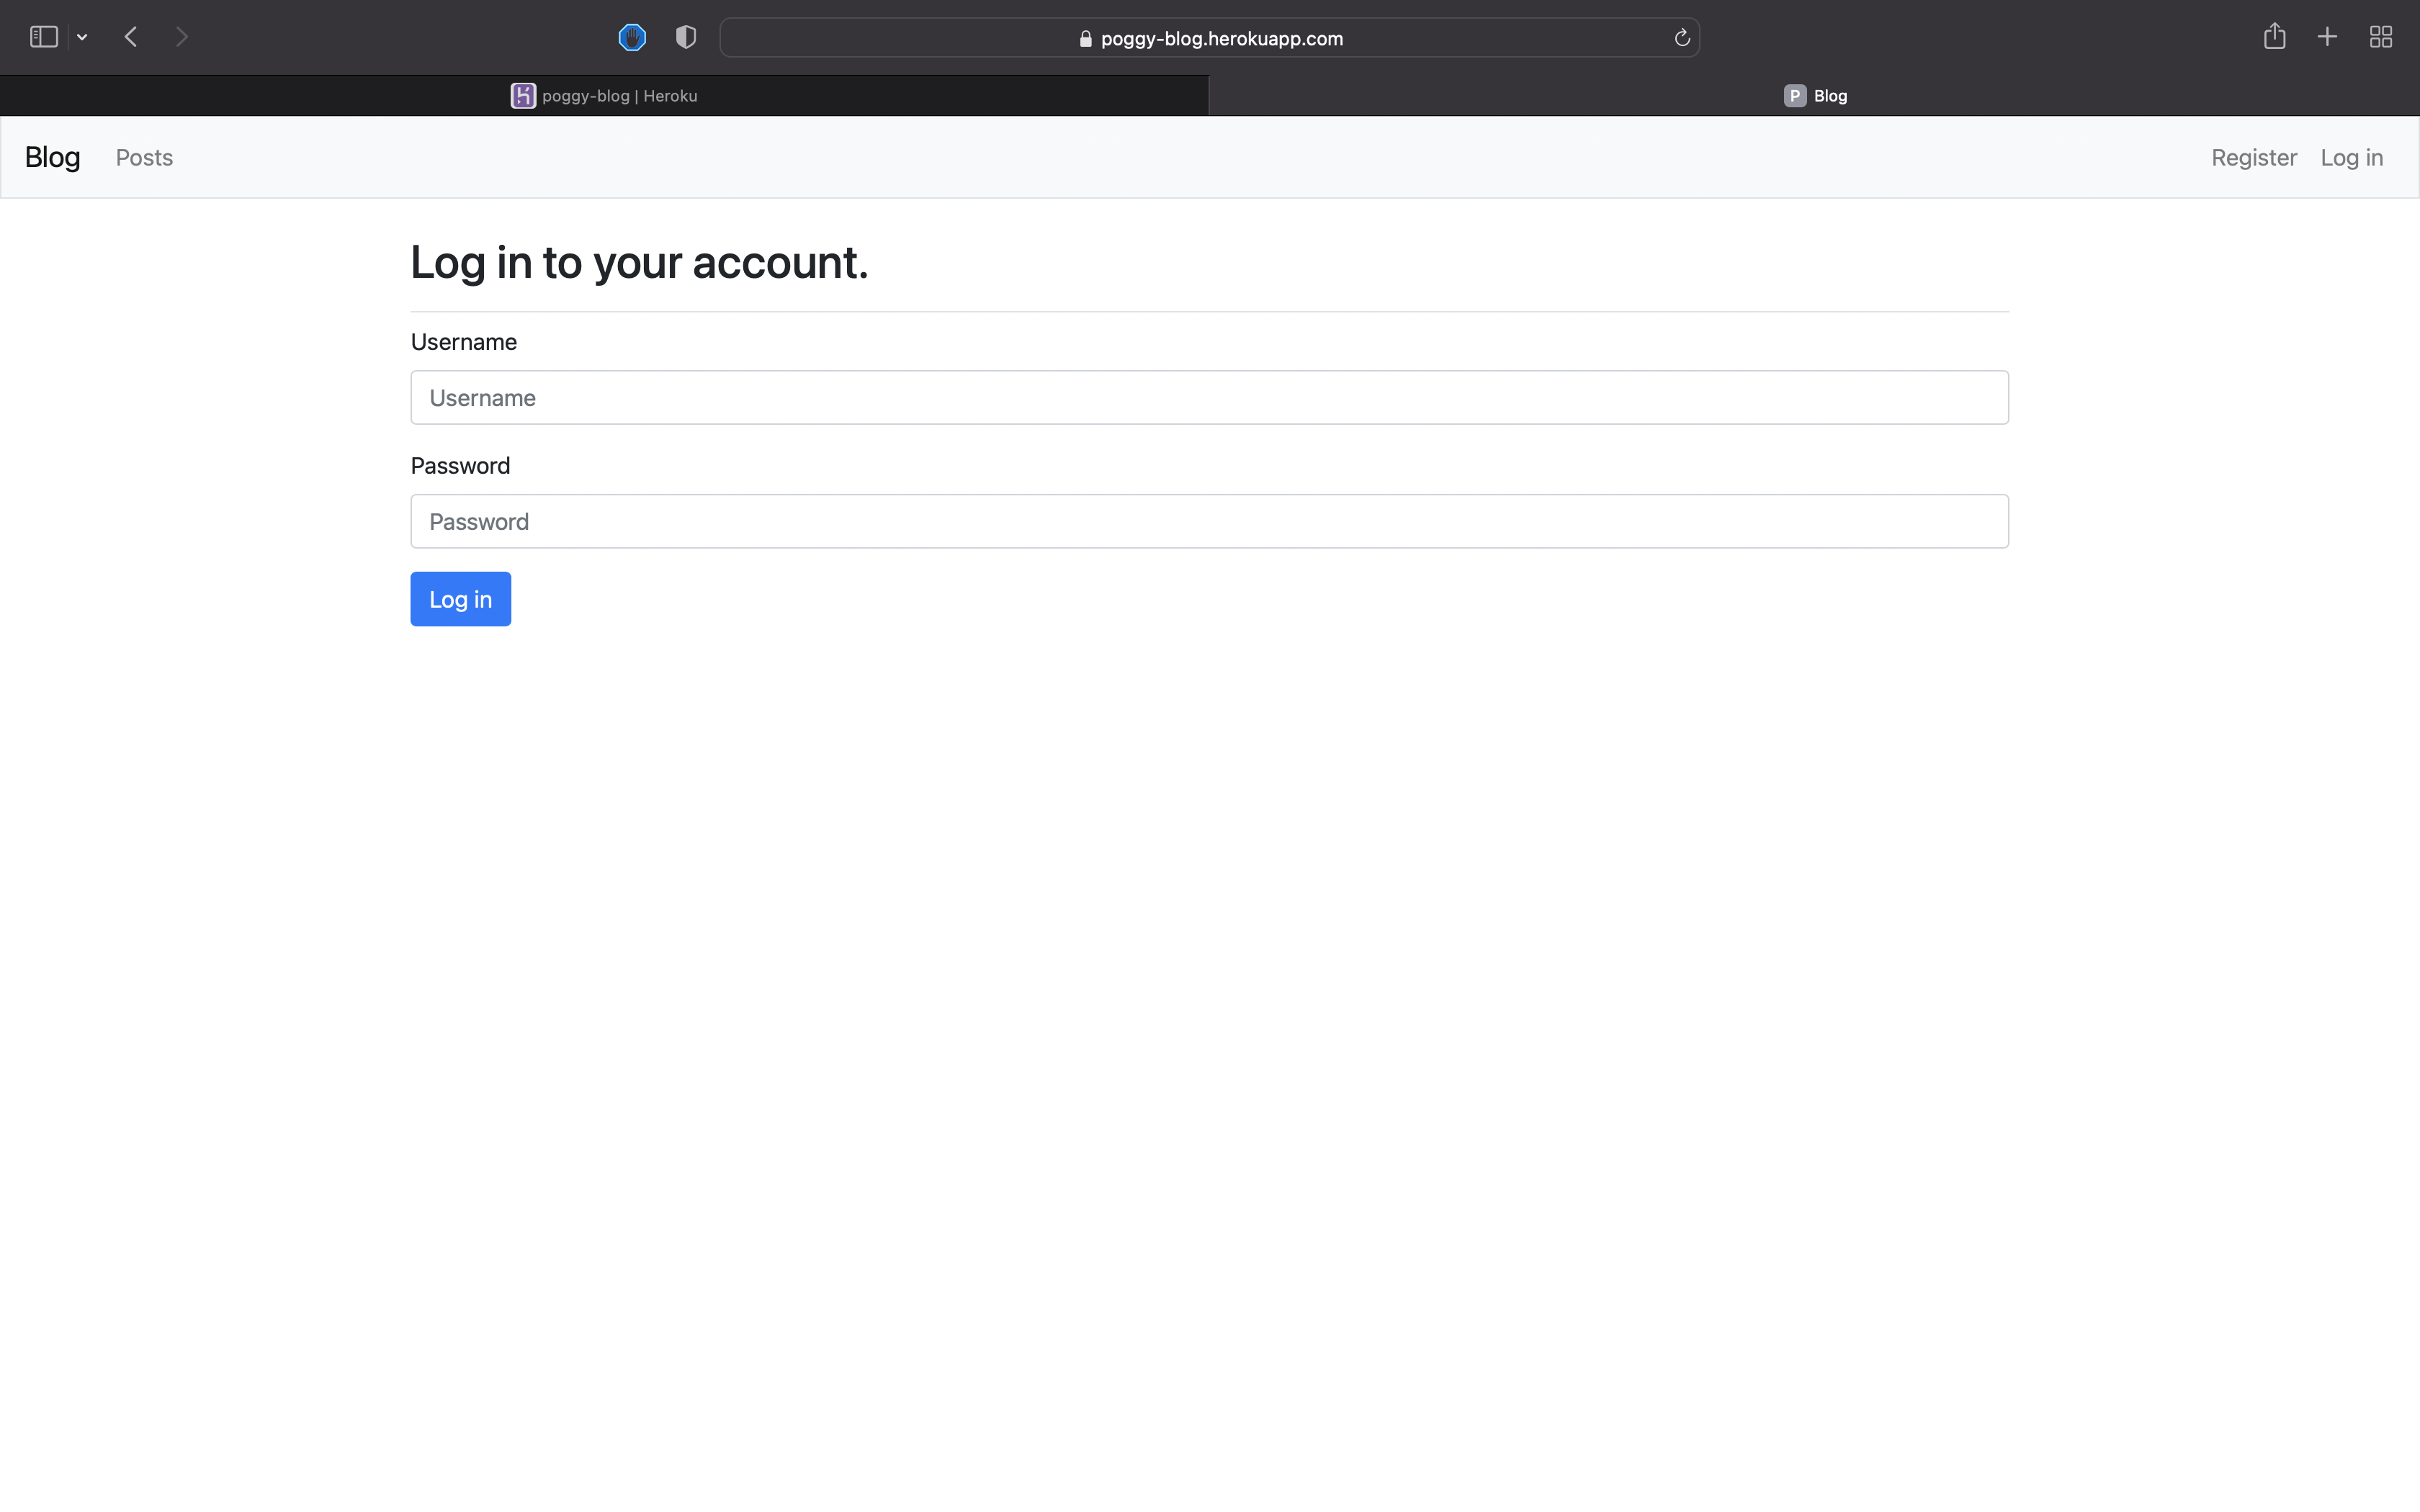 poggy-blog.herokuapp.com
poggy-blog | Heroku
P Blog
Blog Posts Register Log in
Log in to your account.
Username
Username
Password
Password
Log in